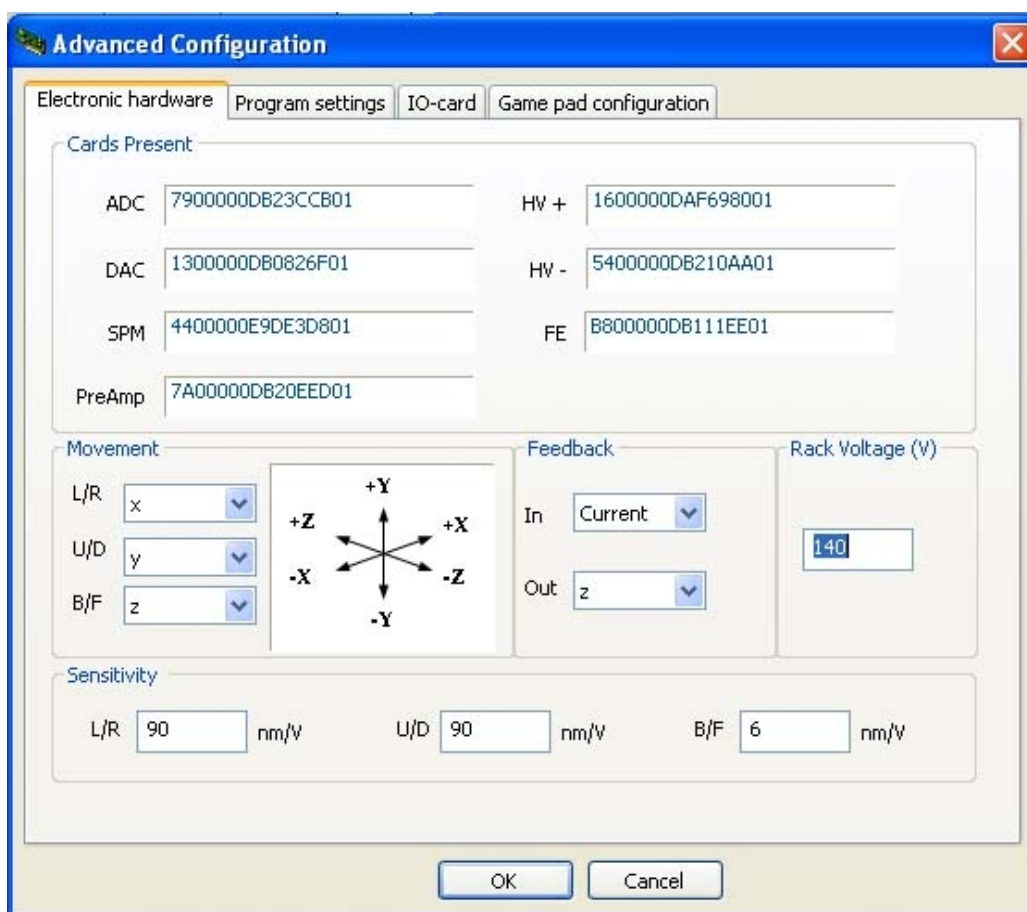 Advanced Configuration
Electronic hardware Program settings IO-card Game pad configuration
Cards Present
ADC 7900000DB23CCB01 HV + 1600000DAF698001
DAC 1300000DB0826F01 HV - 5400000DB210AA01
SPM 4400000E9DE3D801 FE B800000DB111EE01
PreAmp 7A00000DB20EED01
Movement
L/R x
U/D y
B/F z
+Y
+Z +X
-X -Z
-Y
Feedback
In Current
Out z
Rack Voltage (V)
140
Sensitivity
L/R 90 nm/V U/D 90 nm/V B/F 6 nm/V
OK Cancel